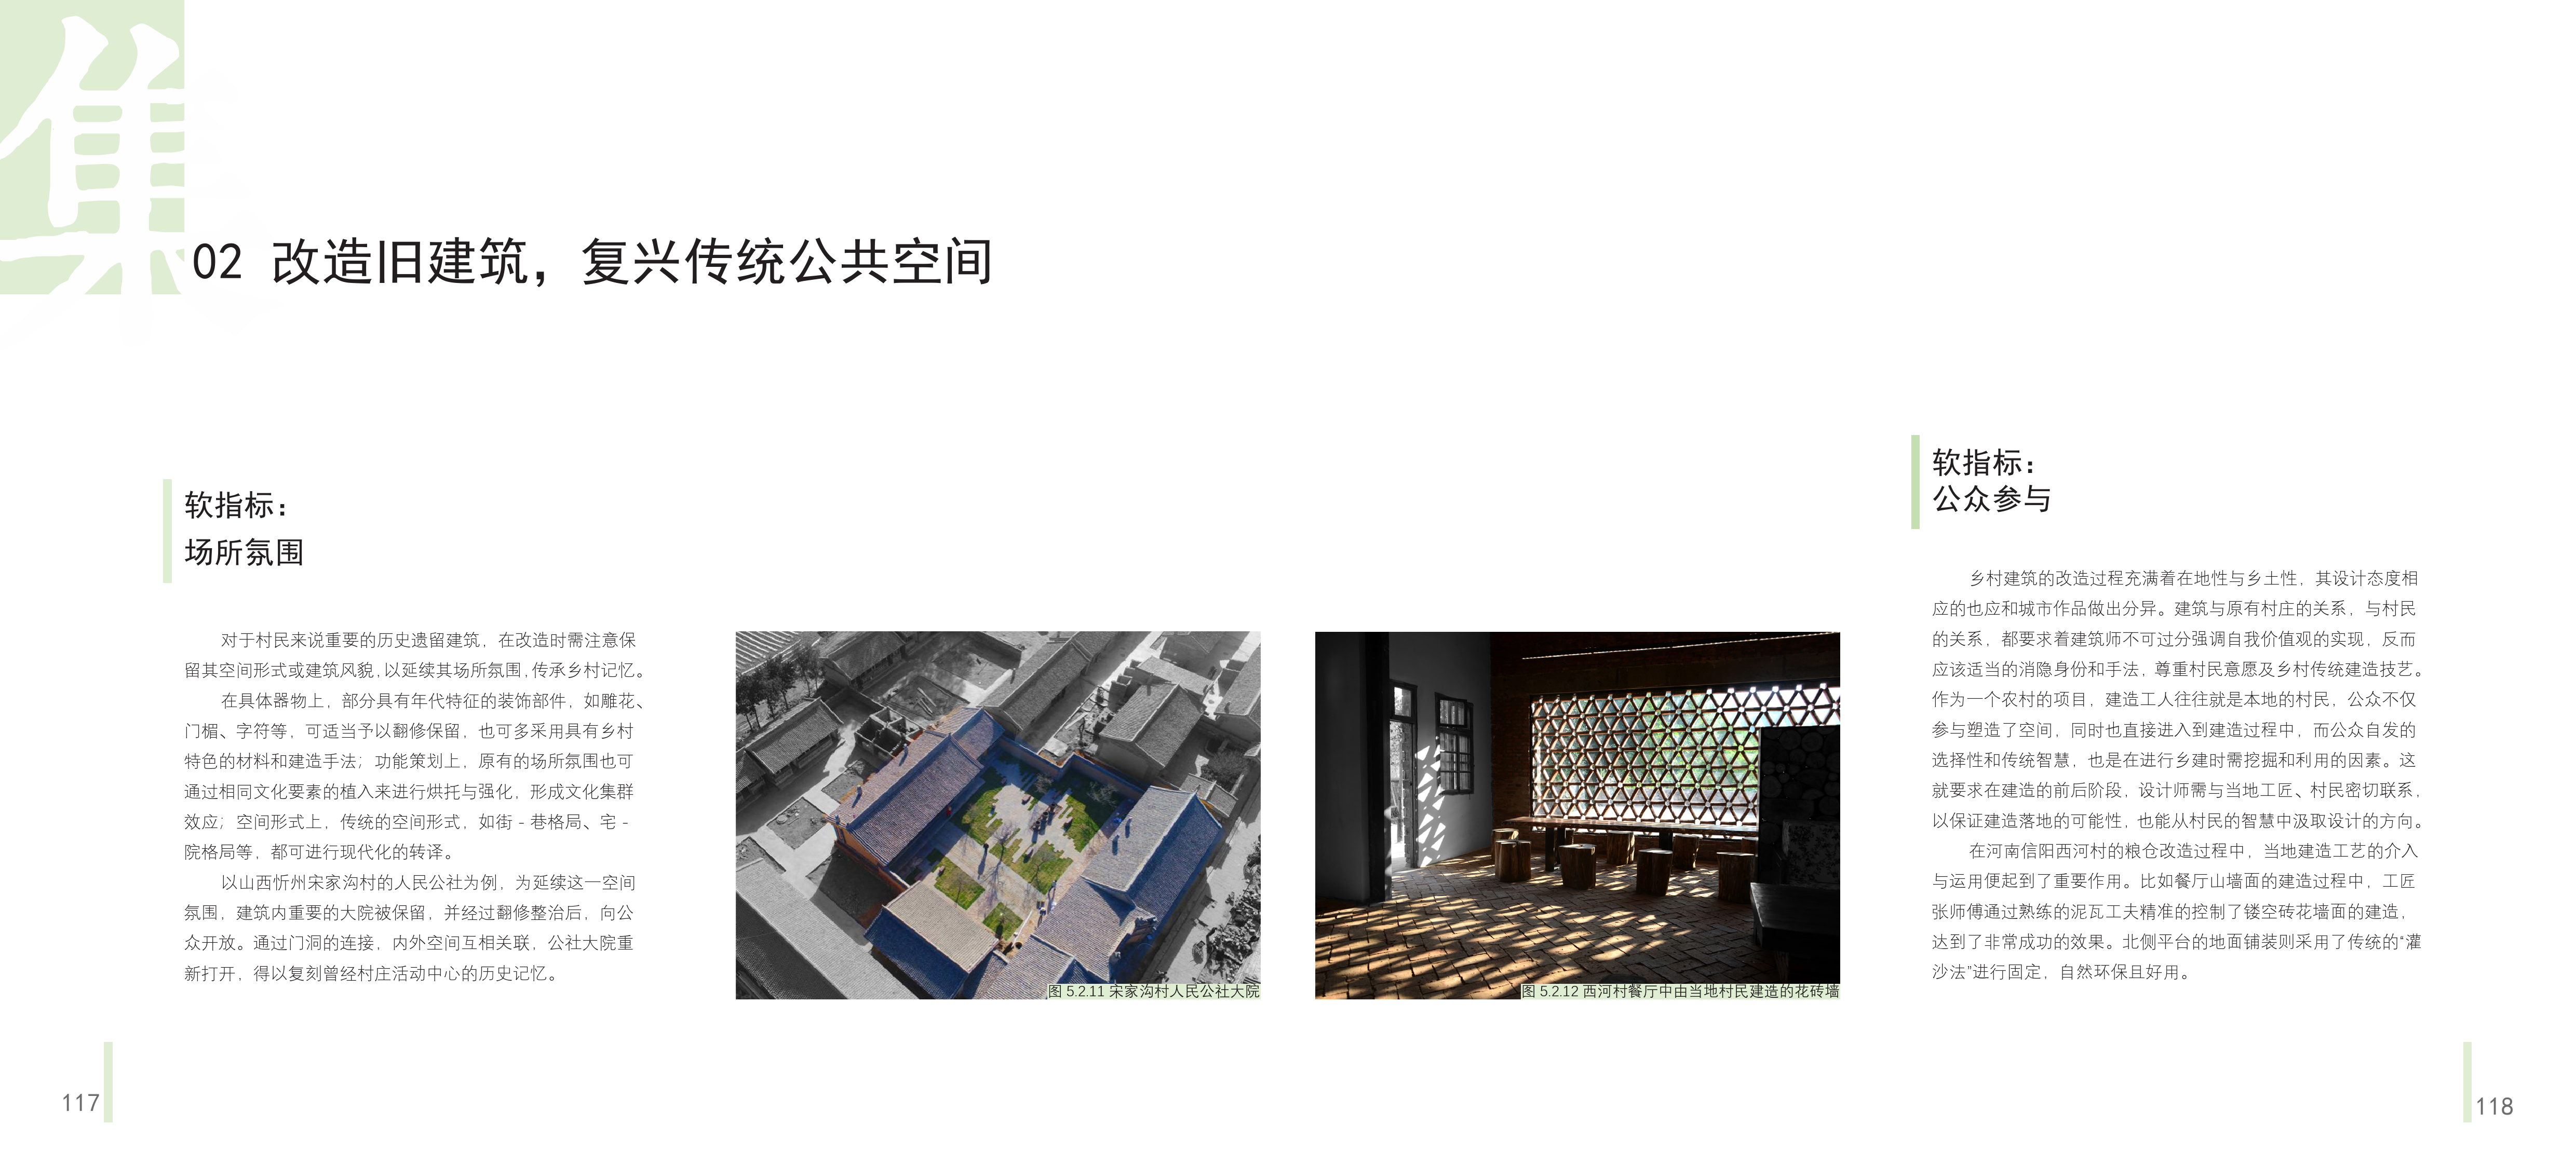 集
02 改造旧建筑，复兴传统公共空间
软指标：
场所氛围
对于村民来说重要的历史遗留建筑，在改造时需注意保
留其空间形式或建筑风貌，以延续其场所氛围，传承乡村记忆。
在具体器物上，部分具有年代特征的装饰部件，如雕花、
门楣、字符等，可适当予以翻修保留，也可多采用具有乡村
特色的材料和建造手法；功能策划上，原有的场所氛围也可
通过相同文化要素的植入来进行烘托与强化，形成文化集群
效应；空间形式上，传统的空间形式，如街 - 巷格局、宅 -
院格局等，都可进行现代化的转译。
以山西忻州宋家沟村的人民公社为例，为延续这一空间
氛围，建筑内重要的大院被保留，并经过翻修整治后，向公
众开放。通过门洞的连接，内外空间互相关联，公社大院重
新打开，得以复刻曾经村庄活动中心的历史记忆。
图 5.2.11 宋家沟村人民公社大院
117
图 5.2.12 西河村餐厅中由当地村民建造的花砖墙
软指标：
公众参与
乡村建筑的改造过程充满着在地性与乡土性，其设计态度相
应的也应和城市作品做出分异。建筑与原有村庄的关系，与村民
的关系，都要求着建筑师不可过分强调自我价值观的实现，反而
应该适当的消隐身份和手法，尊重村民意愿及乡村传统建造技艺。
作为一个农村的项目，建造工人往往就是本地的村民，公众不仅
参与塑造了空间，同时也直接进入到建造过程中，而公众自发的
选择性和传统智慧，也是在进行乡建时需挖掘和利用的因素。这
就要求在建造的前后阶段，设计师需与当地工匠、村民密切联系，
以保证建造落地的可能性，也能从村民的智慧中汲取设计的方向。
在河南信阳西河村的粮仓改造过程中，当地建造工艺的介入
与运用便起到了重要作用。比如餐厅山墙面的建造过程中，工匠
张师傅通过熟练的泥瓦工夫精准的控制了镂空砖花墙面的建造，
达到了非常成功的效果。北侧平台的地面铺装则采用了传统的“灌
沙法”进行固定，自然环保且好用。
118